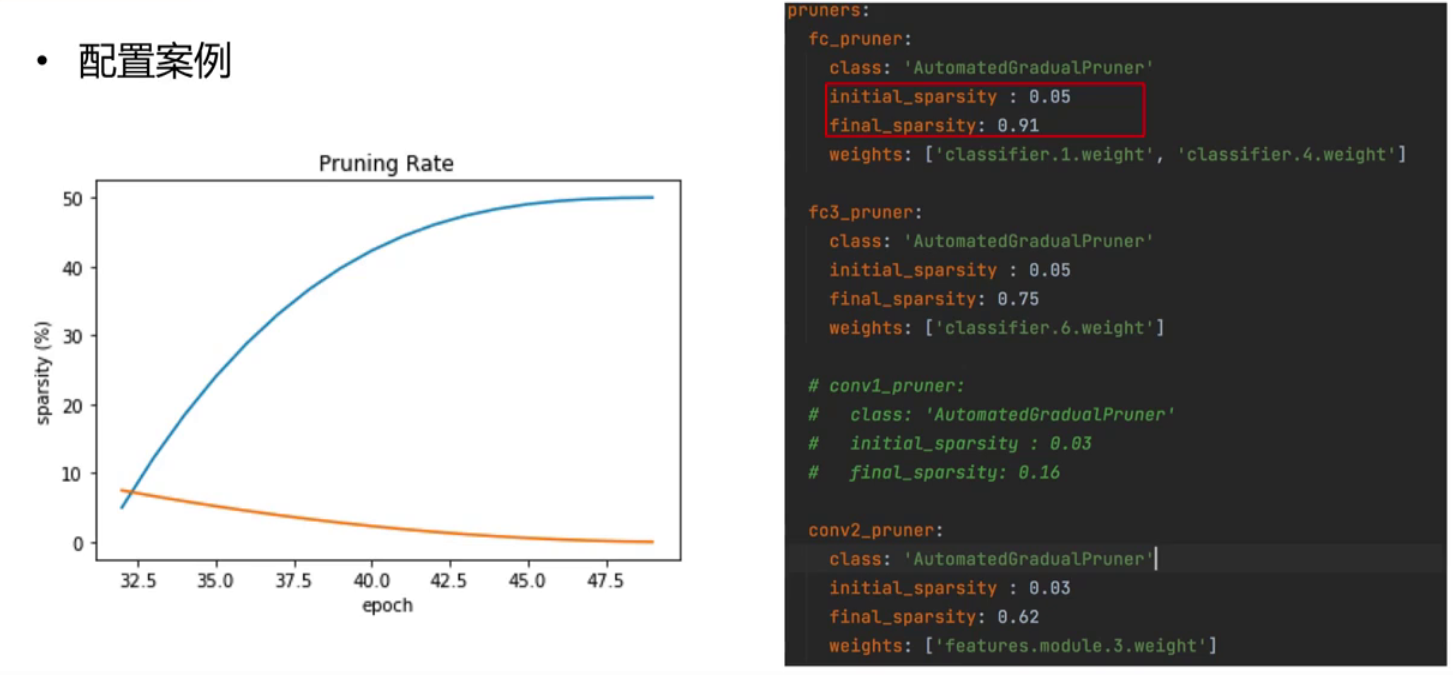 • 配置案例
Pruning Rate
50
40
30
20
10
0
sparsity (%)
32.5 35.0 37.5 40.0 42.5 45.0 47.5
epoch
pruners:
fc_pruner:
class: 'AutomatedGradualPruner'
initial_sparsity : 0.05
final_sparsity: 0.91
weights: ['classifier.1.weight', 'classifier.4.weight']
fc3_pruner:
class: 'AutomatedGradualPruner'
initial_sparsity : 0.05
final_sparsity: 0.75
weights: ['classifier.6.weight']
# conv1_pruner:
#   class: 'AutomatedGradualPruner'
#   initial_sparsity : 0.03
#   final_sparsity: 0.16
conv2_pruner:
class: 'AutomatedGradualPruner'
initial_sparsity : 0.03
final_sparsity: 0.62
weights: ['features.module.3.weight']